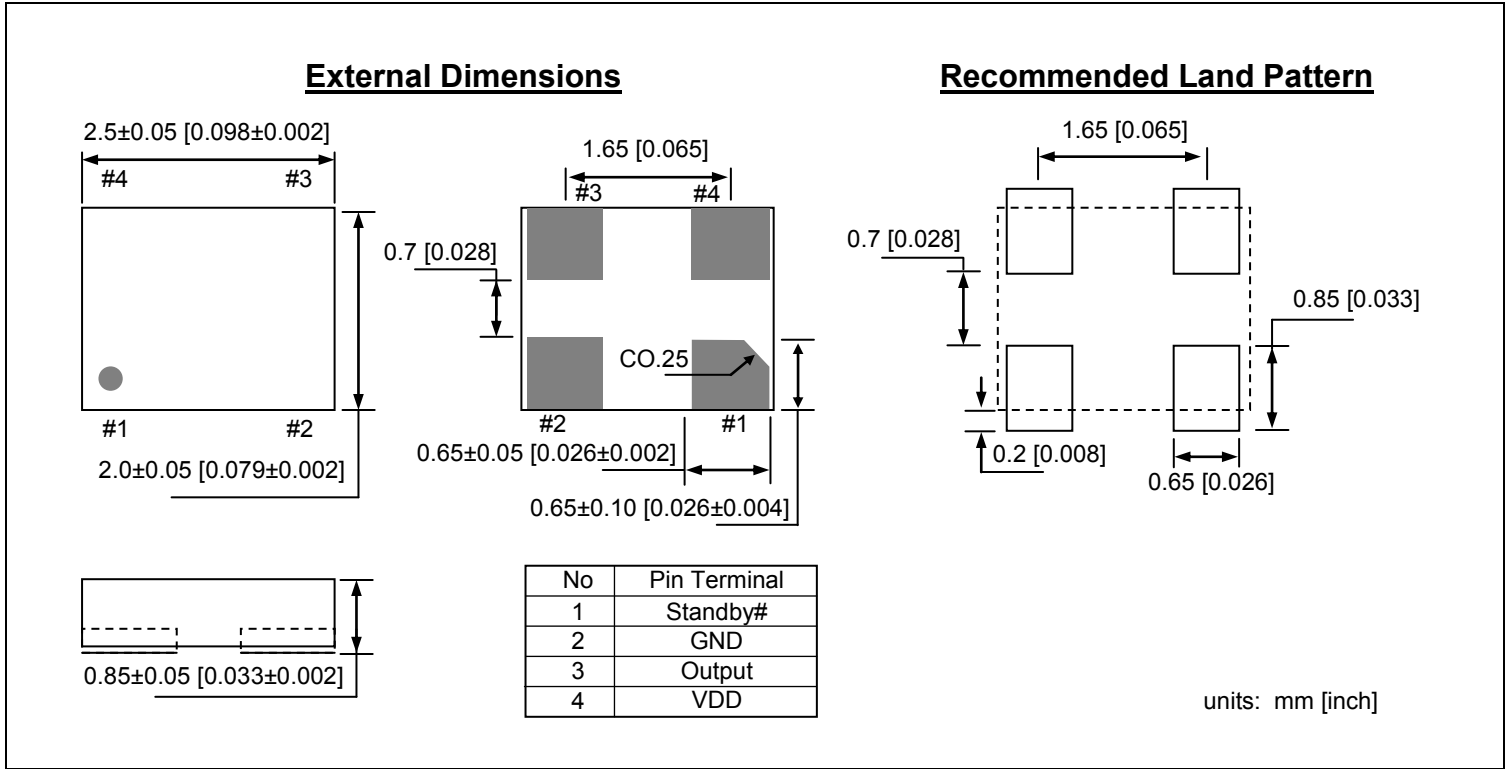 External Dimensions
2.5±0.05 [0.098±0.002]
#4
#3
#1
#2
2.0±0.05 [0.079±0.002]
0.85±0.05 [0.033±0.002]
1.65 [0.065]
#3
#4
0.7 [0.028]
CO.25
#2
#1
0.65±0.05 [0.026±0.002]
0.65±0.10 [0.026±0.004]
No Pin Terminal
1 Standby#
2 GND
3 Output
4 VDD
Recommended Land Pattern
1.65 [0.065]
0.7 [0.028]
0.85 [0.033]
0.2 [0.008]
0.65 [0.026]
units: mm [inch]